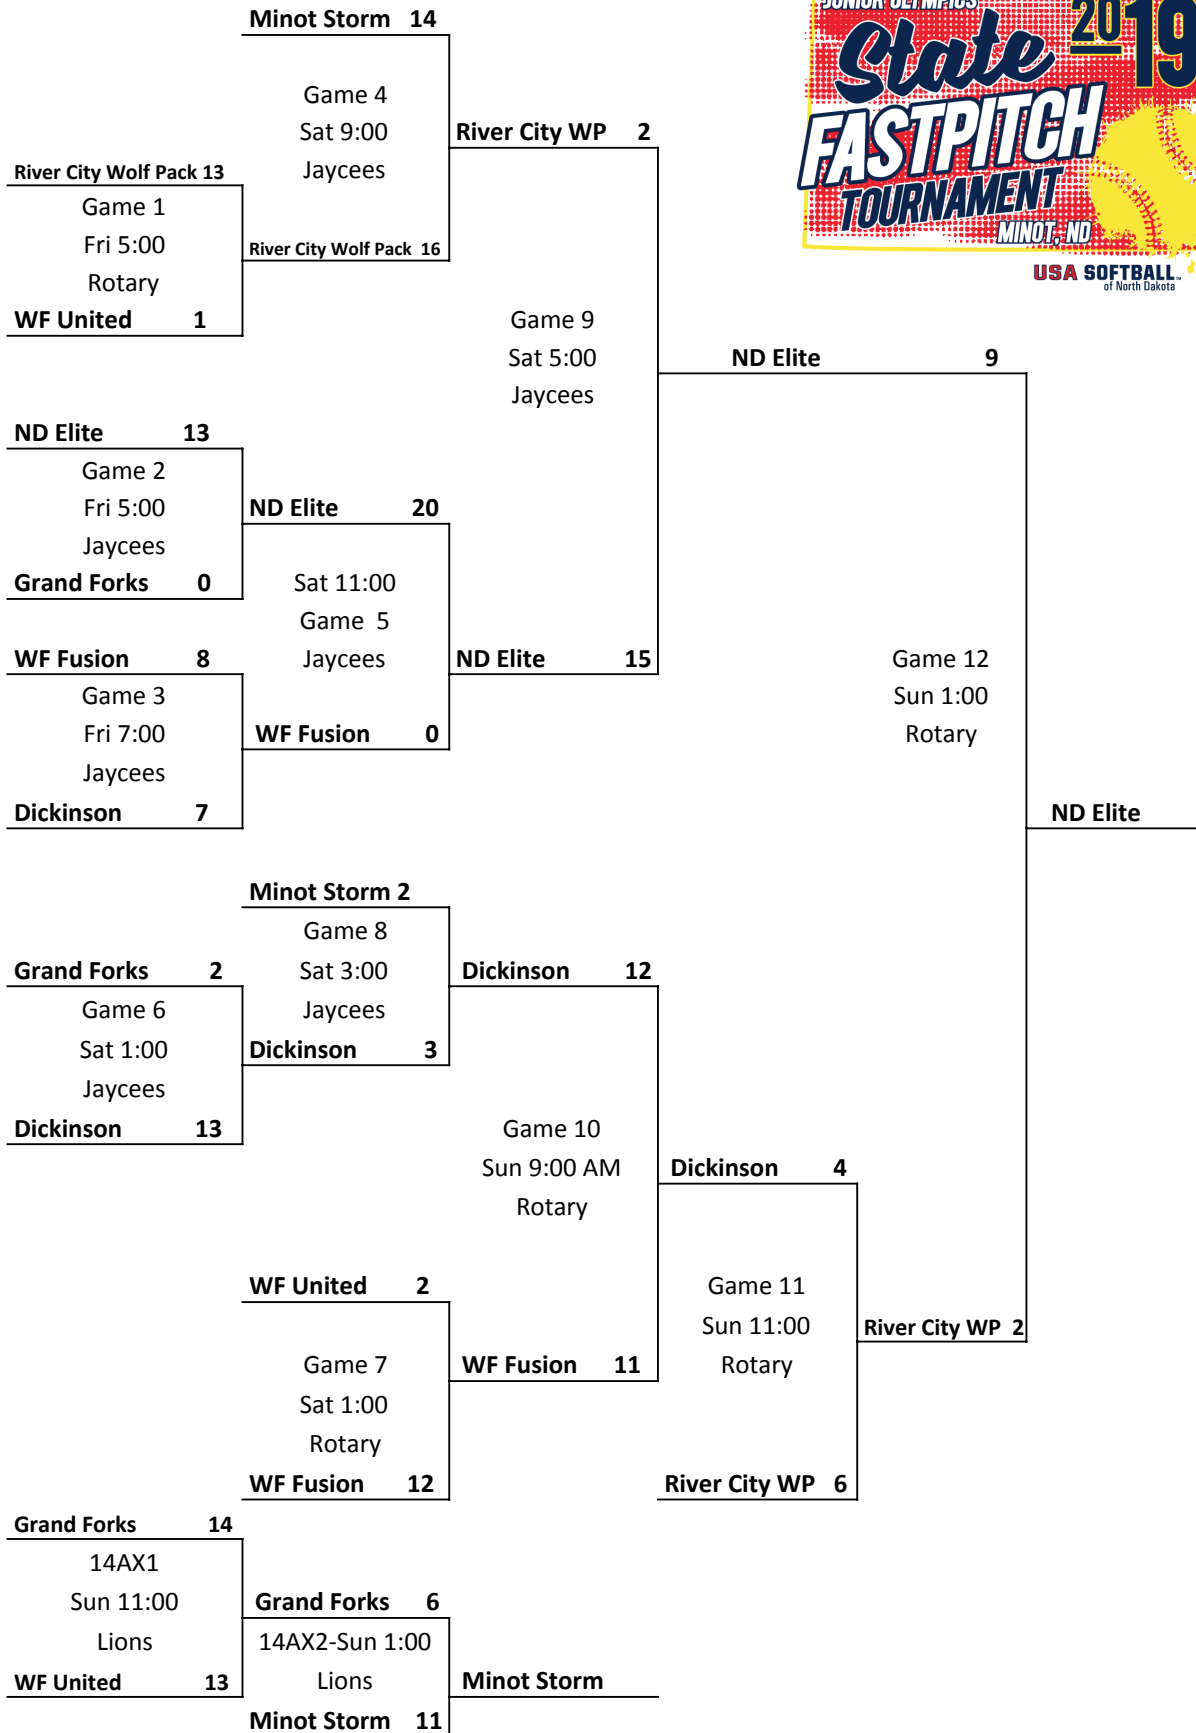 Minot Storm 14
JUNIOR OLYMPICS
2019
State
FASTPITCH
TOURNAMENT
MINOT, ND
USA SOFTBALL
of North Dakota
Game 4
Sat 9:00
Jaycees
River City WP 2
River City Wolf Pack 13
Game 1
Fri 5:00
Rotary
River City Wolf Pack 16
WF United 1
Game 9
Sat 5:00
Jaycees
ND Elite 9
ND Elite 13
Game 2
Fri 5:00
Jaycees
ND Elite 20
Grand Forks 0
Sat 11:00
Game 5
Jaycees
WF Fusion 8
ND Elite 15
Game 12
Sun 1:00
Rotary
Game 3
Fri 7:00
Jaycees
WF Fusion 0
Dickinson 7
ND Elite
Minot Storm 2
Game 8
Sat 3:00
Jaycees
Grand Forks 2
Dickinson 12
Game 6
Sat 1:00
Jaycees
Dickinson 3
Dickinson 13
Game 10
Sun 9:00 AM
Rotary
Dickinson 4
WF United 2
Game 11
Sun 11:00
Rotary
River City WP 2
Game 7
Sat 1:00
Rotary
WF Fusion 11
WF Fusion 12
River City WP 6
Grand Forks 14
14AX1
Sun 11:00
Lions
Grand Forks 6
14AX2-Sun 1:00
Lions
WF United 13
Minot Storm
Minot Storm 11